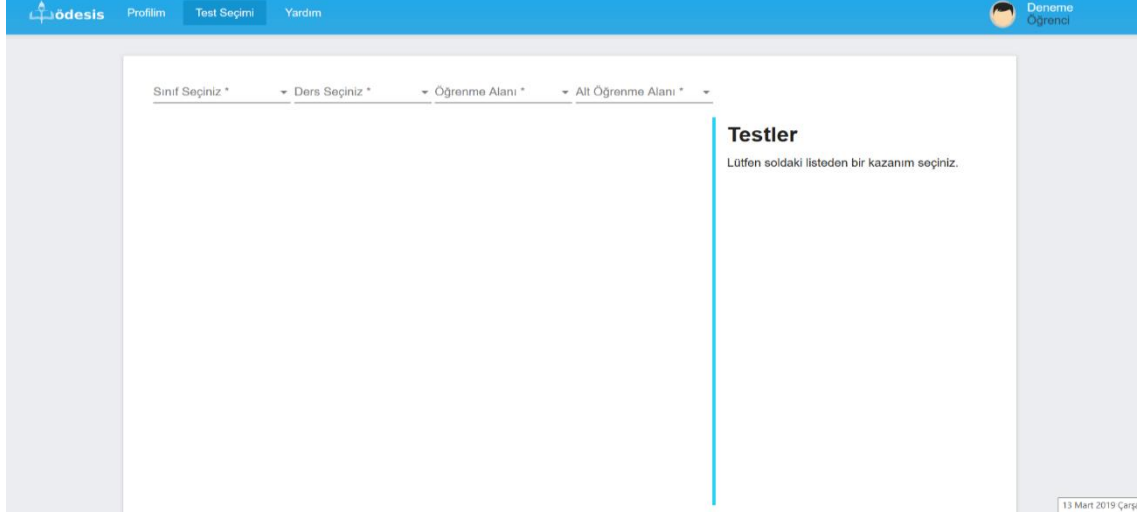 ödesis Profilim Test Seçimi Yardım Deneme
Öğrenci
Sınıf Seçiniz * Ders Seçiniz * Öğrenme Alanı * Alt Öğrenme Alanı *
Testler
Lütfen soldaki listeden bir kazanım seçiniz.
13 Mart 2019 Çarş